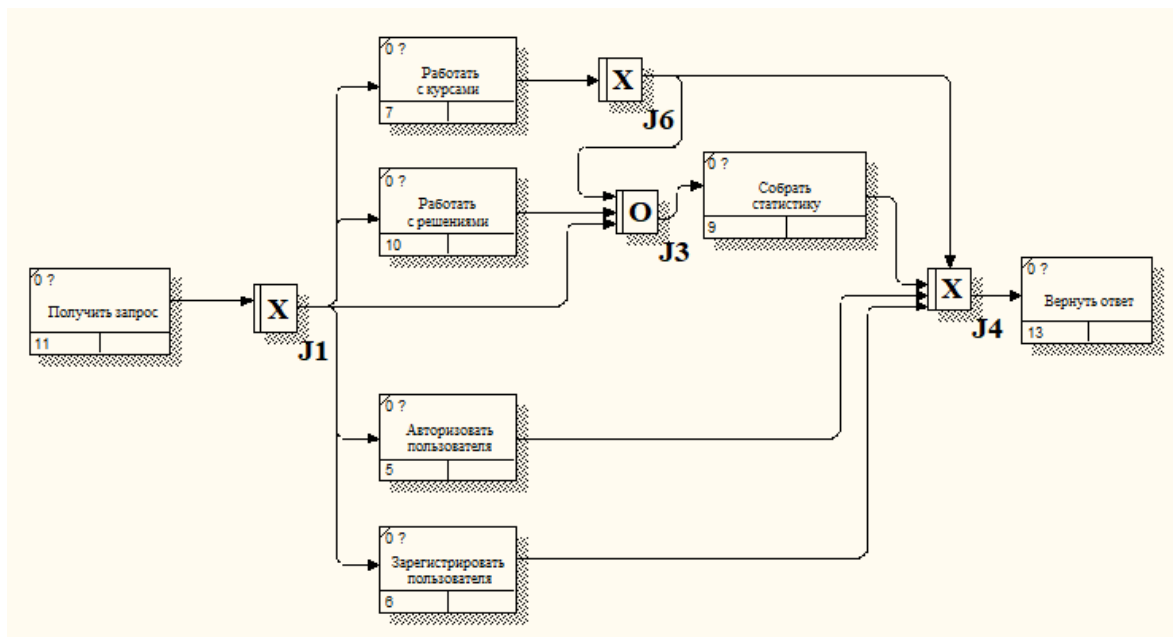 0 ?
Работать
с курсами
7
X
J6
0 ?
Работать
с решениями
10
O
J3
0 ?
Собрать
статистику
9
0 ?
Получить запрос
11
X
J1
X
J4
0 ?
Вернуть ответ
13
0 ?
Авторизовать
пользователя
5
0 ?
Зарегистрировать
пользователя
6